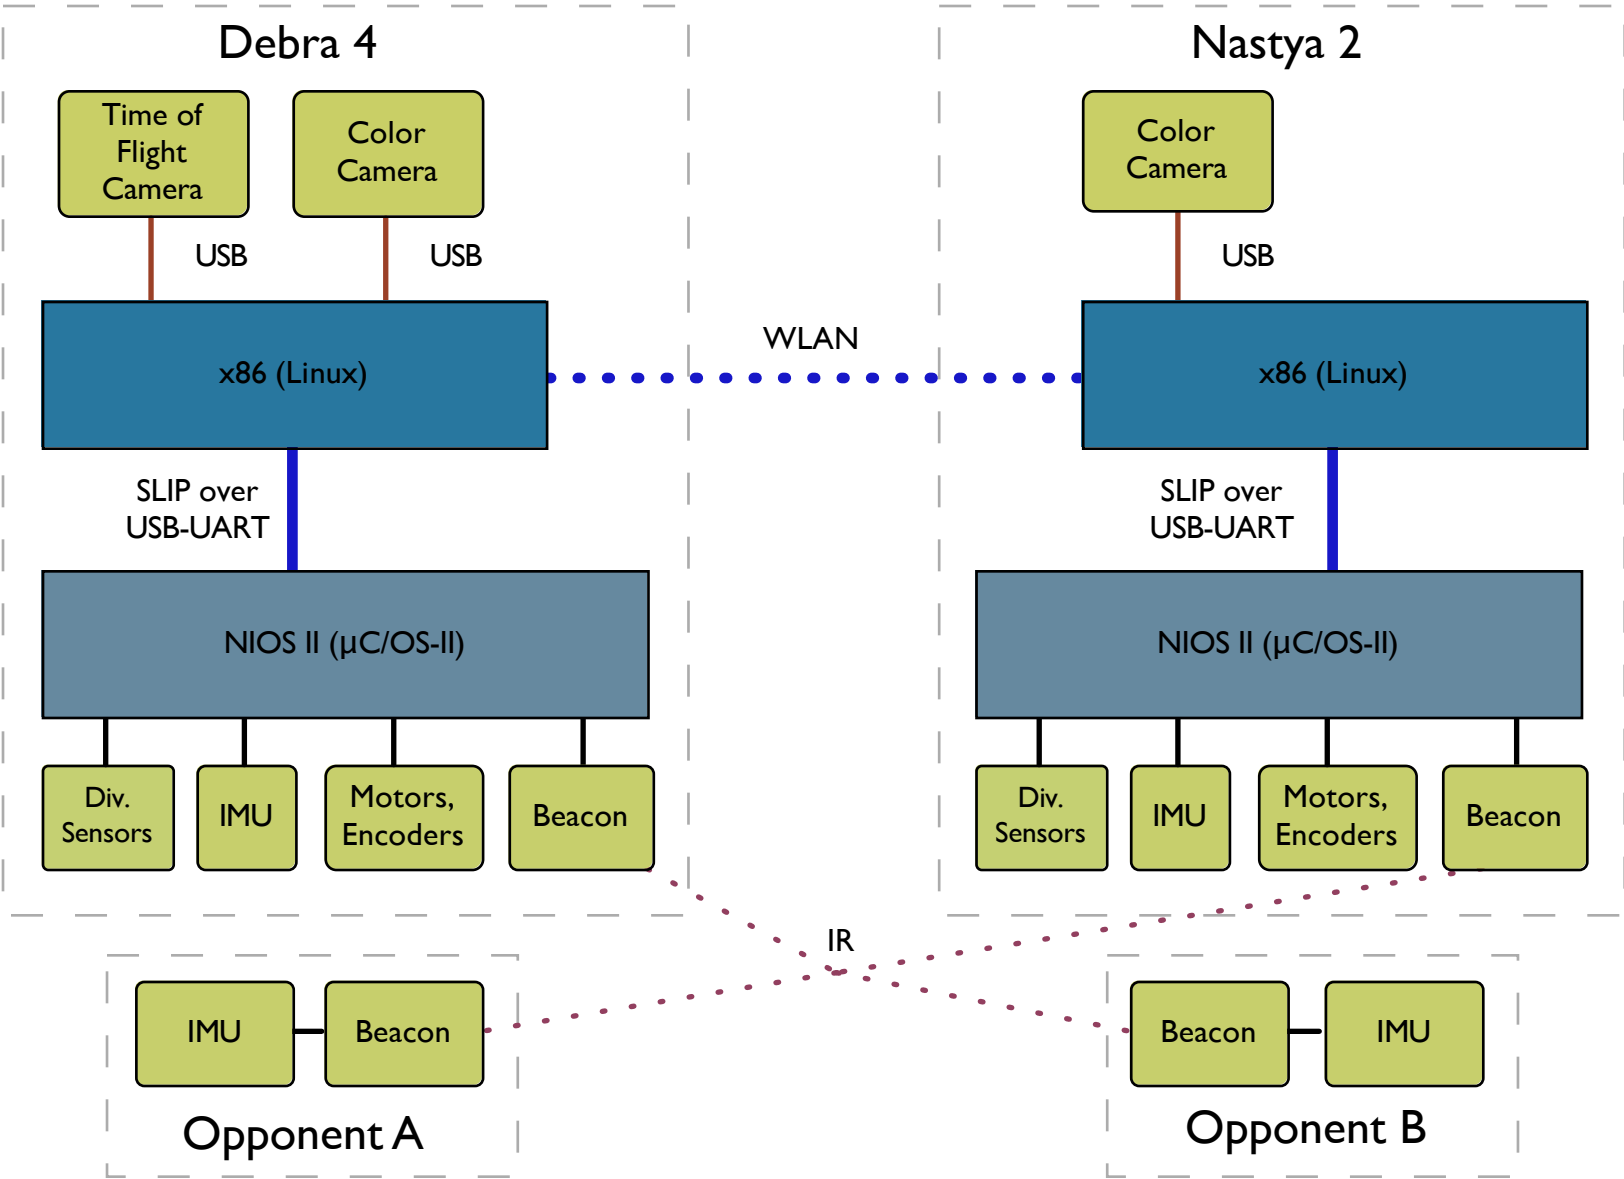 Debra 4
Time of
Flight
Camera
Color
Camera
USB
USB
x86 (Linux)
SLIP over
USB-UART
NIOS II (µC/OS-II)
Div.
Sensors
IMU
Motors,
Encoders
Beacon
WLAN
Nastya 2
Color
Camera
USB
x86 (Linux)
SLIP over
USB-UART
NIOS II (µC/OS-II)
Div.
Sensors
IMU
Motors,
Encoders
Beacon
IR
IMU
Beacon
Opponent A
Beacon
IMU
Opponent B